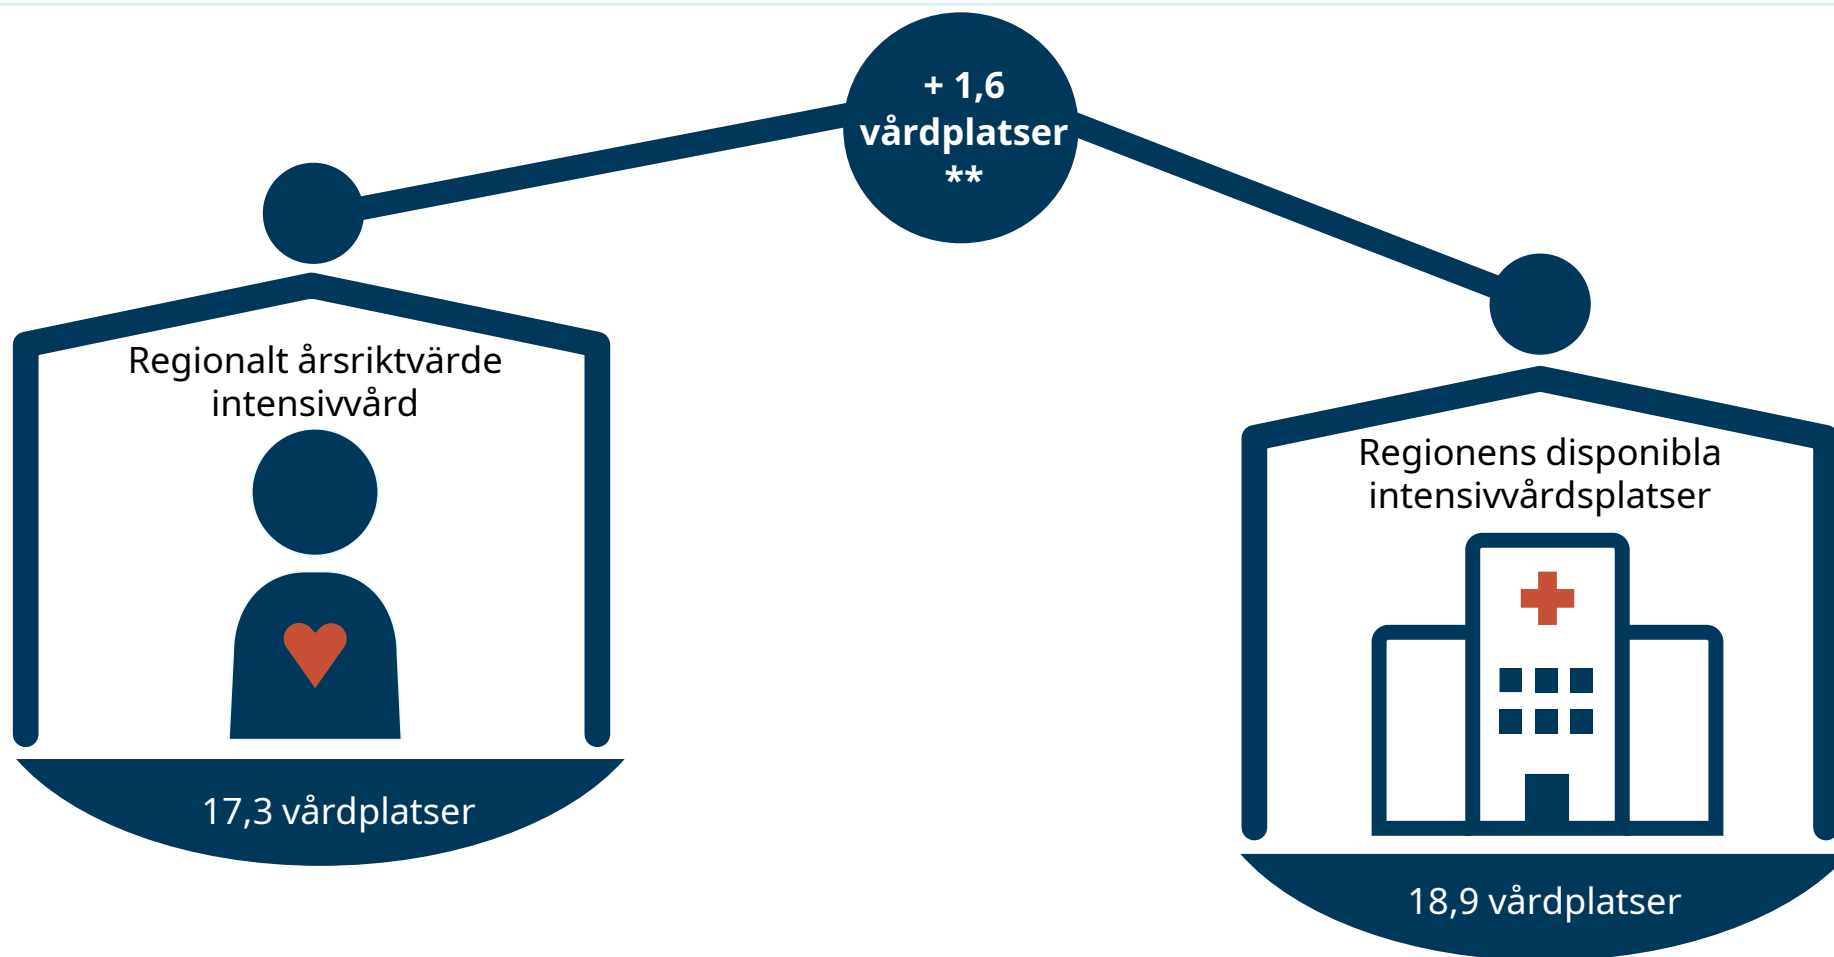 + 1,6
vårdplatser
**
Regionalt årsriktvärde
intensivvård
17,3 vårdplatser
Regionens disponibla
intensivvårdsplatser
18,9 vårdplatser